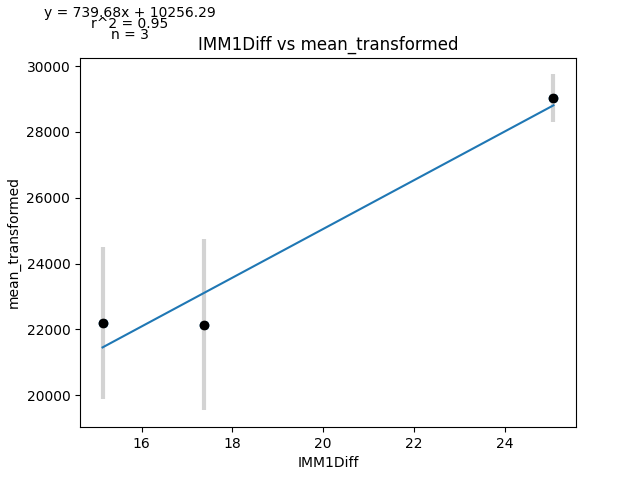 y = 739.68x + 10256.29
r^2 = 0.95
n = 3
IMM1Diff vs mean_transformed
30000
28000
26000
24000
22000
20000
mean_transformed
16
18
20
22
24
IMM1Diff